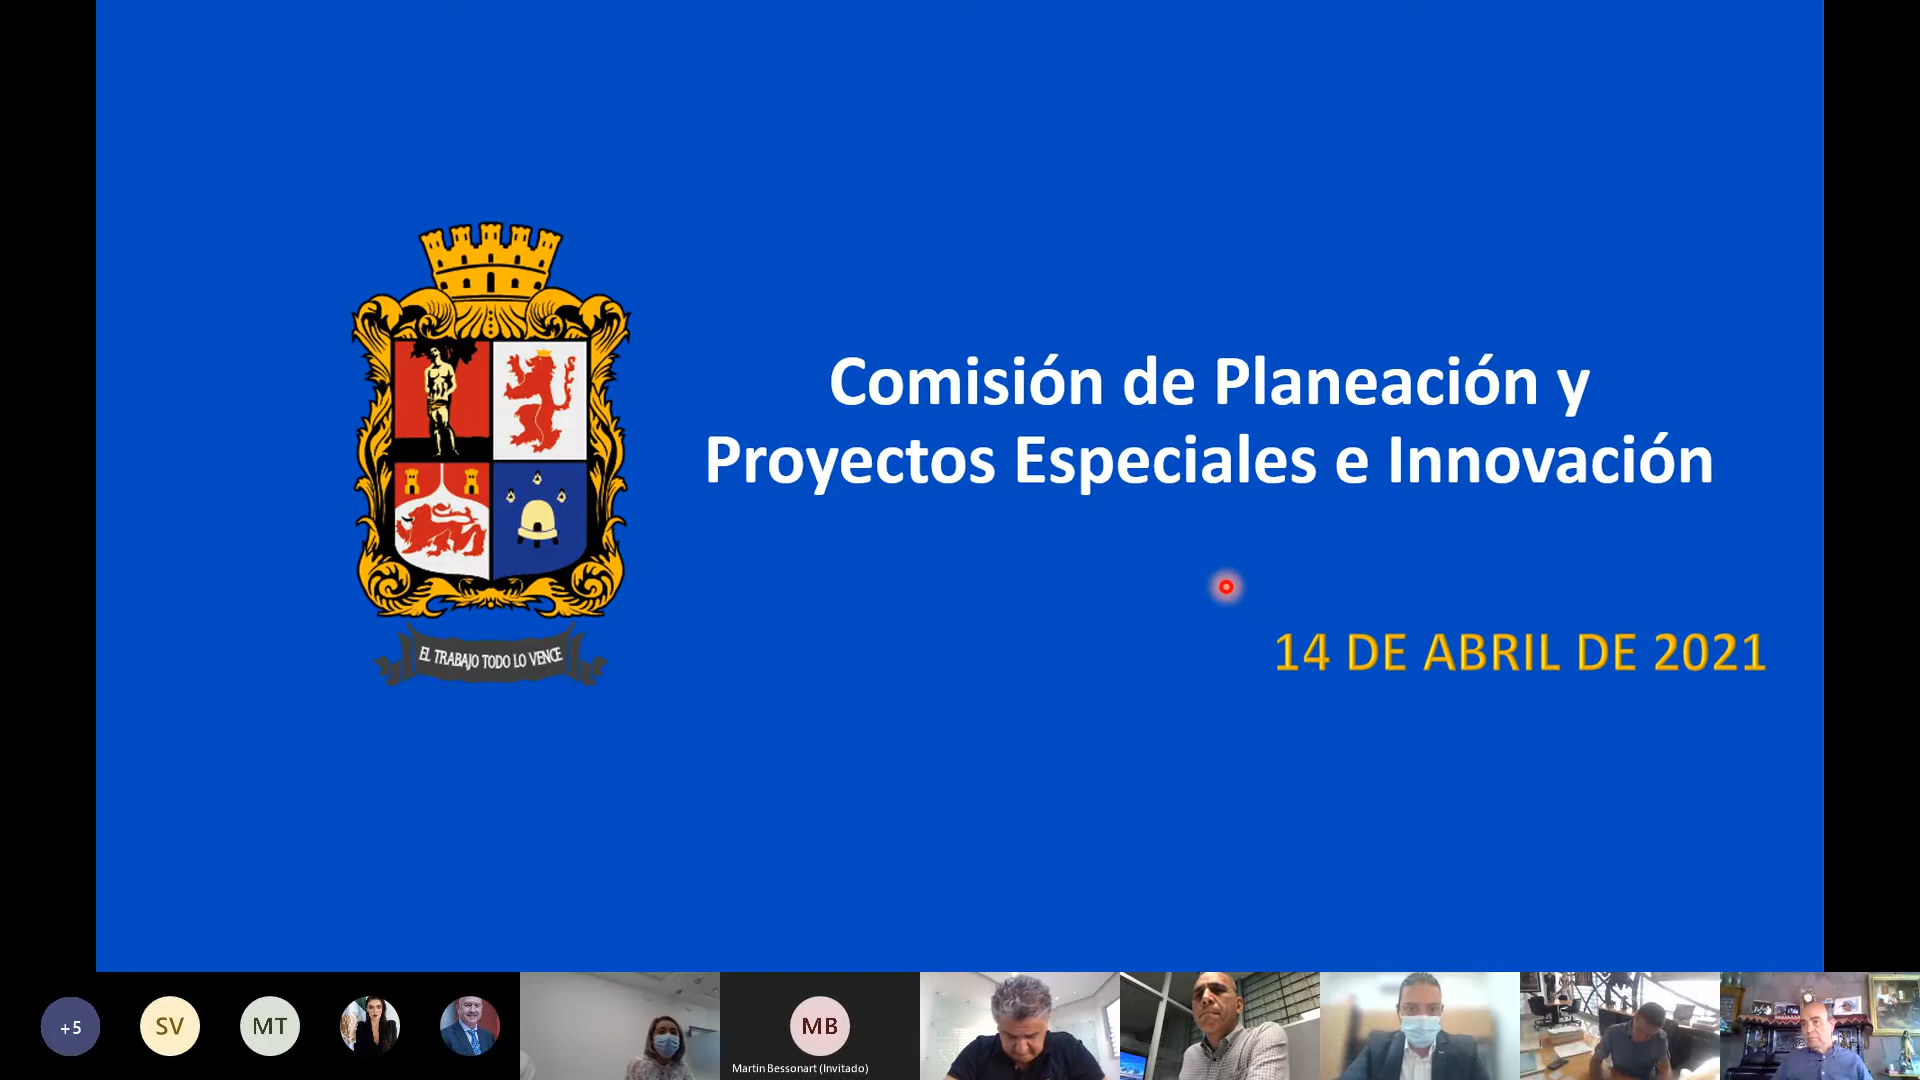 Comisión de Planeación y
Proyectos Especiales e Innovación
14 DE ABRIL DE 2021
EL TRABAJO TODO LO VENCE
+5
SV
MT
MB
Martin Bessonart (Invitado)